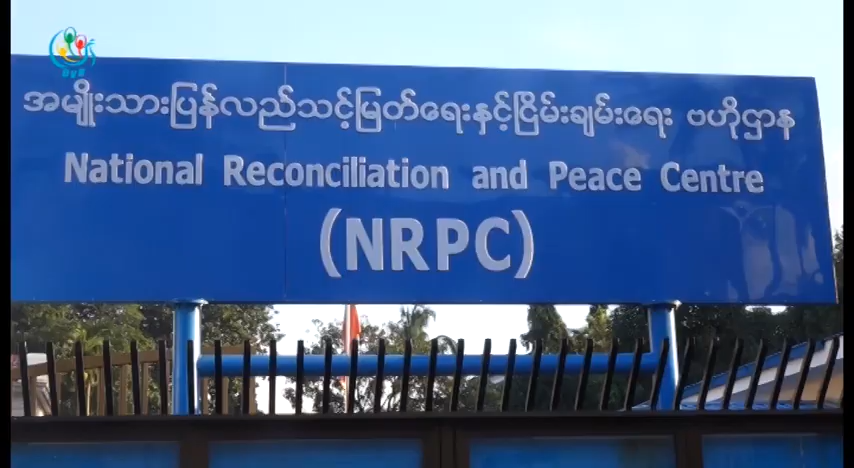 DVB
အမျိုးသားပြန်လည်သင့်မြတ်ရေးနှင့်ငြိမ်းချမ်းရေး ဗဟိုဌာန
National Reconciliation and Peace Centre
(NRPC)